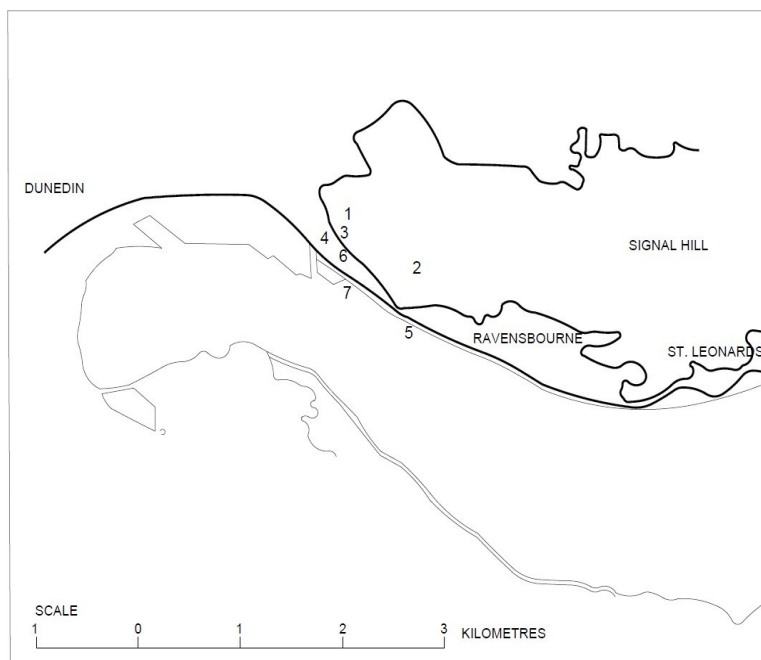 DUNEDIN
1
3
4
6
2
SIGNAL HILL
7
5
RAVENSBOURNE
ST. LEONARDS
SCALE
1 0 1 2 3
KILOMETRES